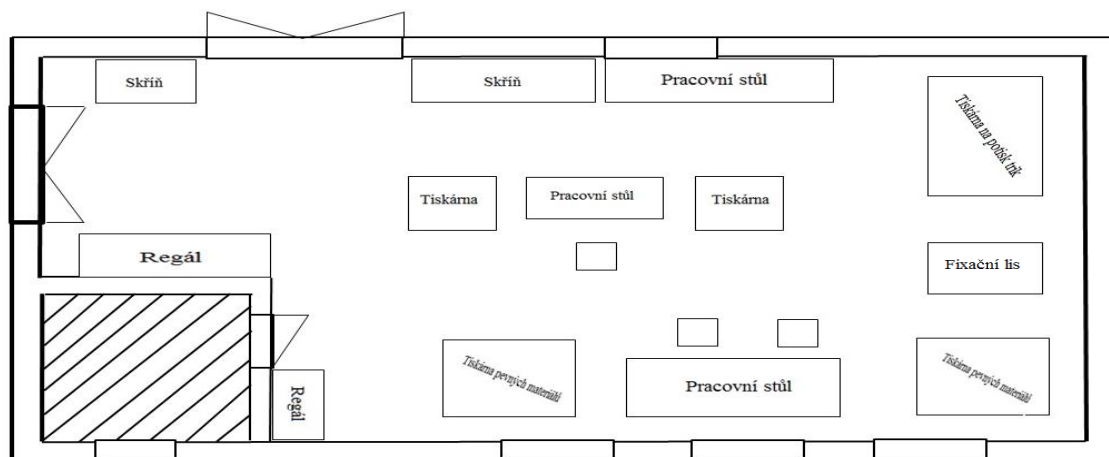 Skříň
Skříň
Pracovní stůl
Tiskárna na potisk trik
Tiskárna
Pracovní stůl
Tiskárna
Regál
Fixační lis
Tiskárna pevných materiálů
Pracovní stůl
Tiskárna pevných materiálů
Regál